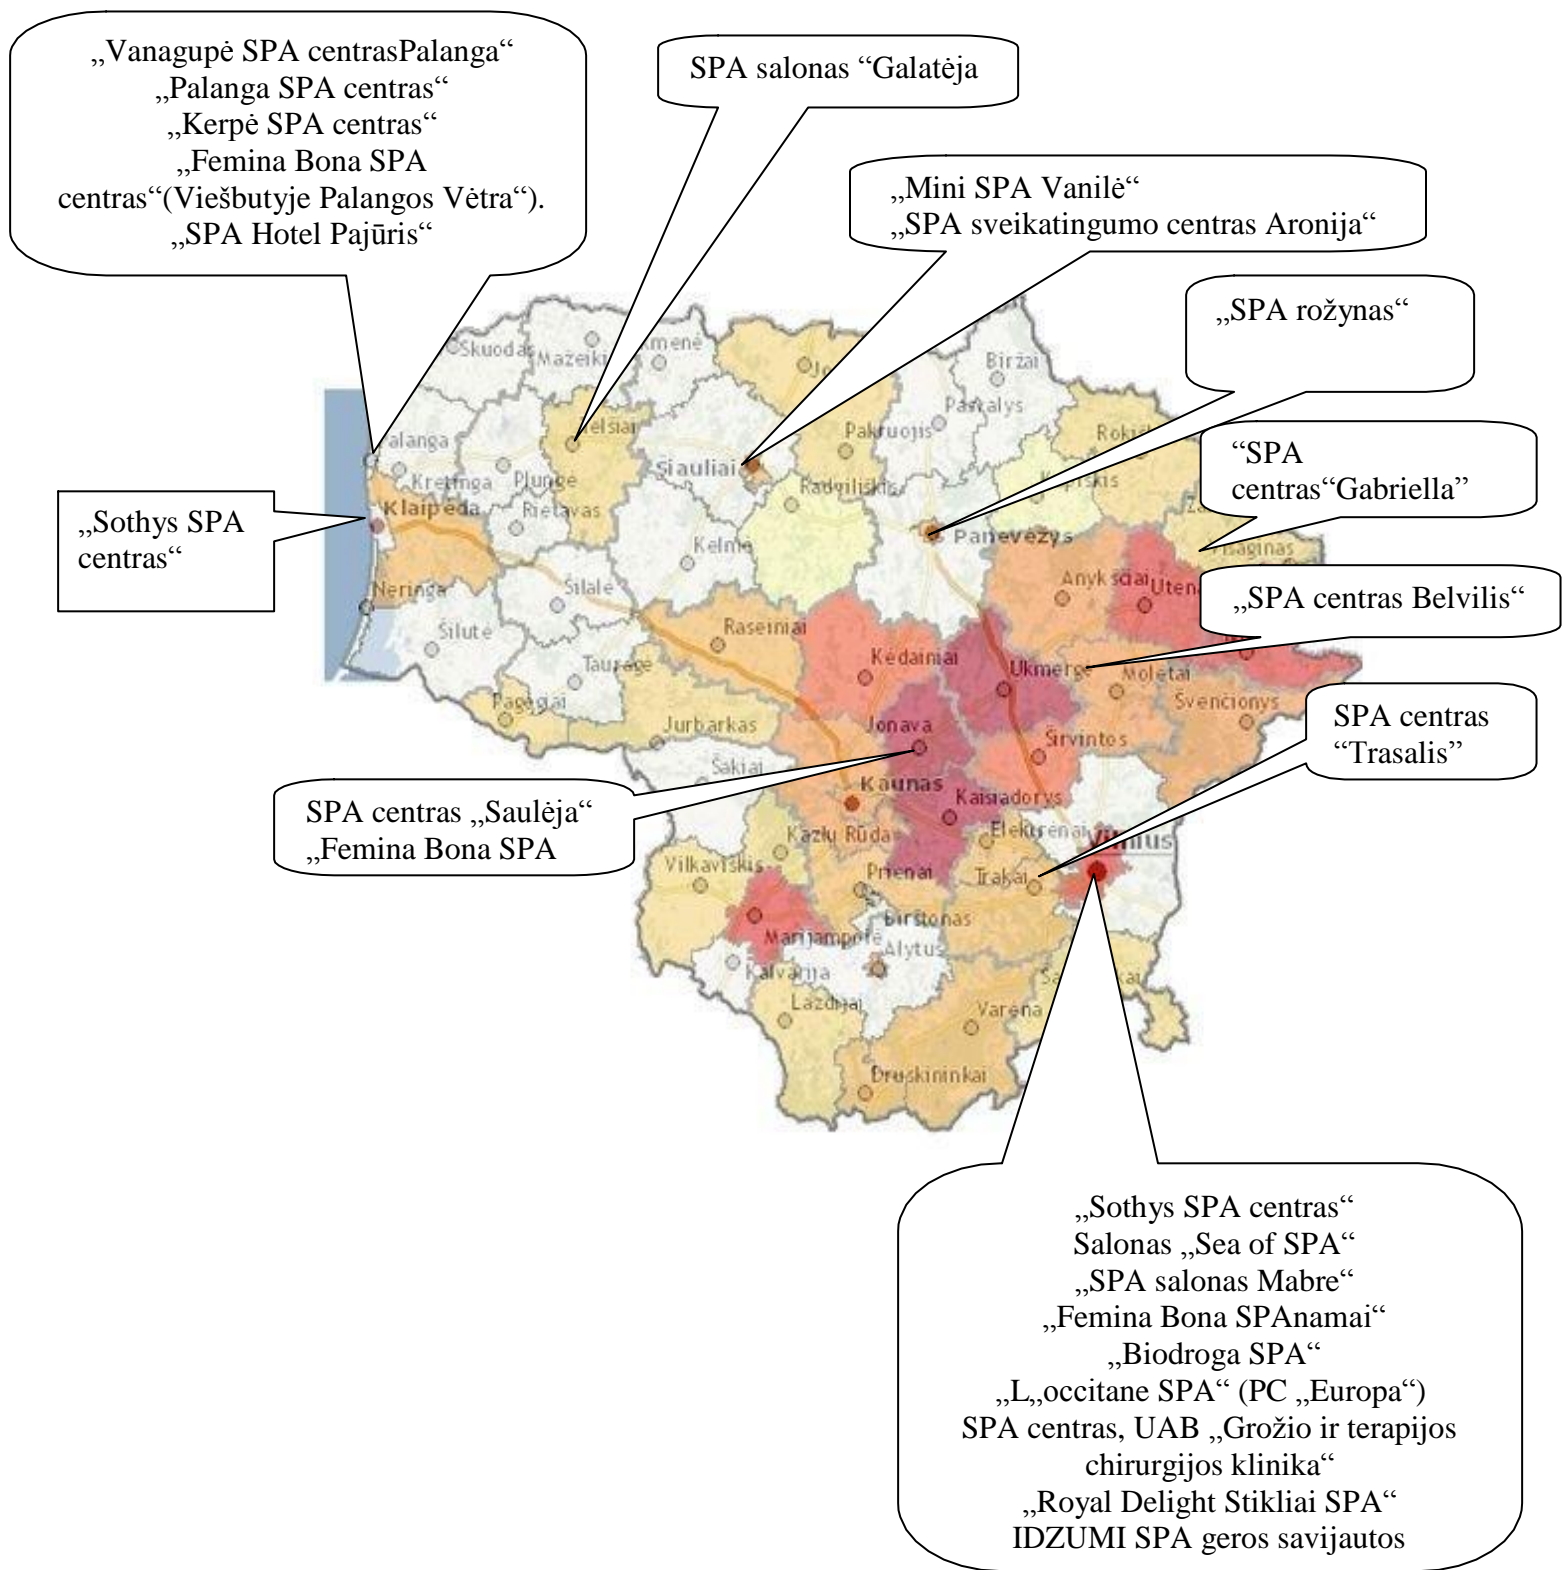 „Vanagupė SPA centrasPalanga“
„Palanga SPA centras“
„Kerpė SPA centras“
„Femina Bona SPA
centras“(Viešbutyje Palangos Vėtra“).
„SPA Hotel Pajūris“
SPA salonas “Galatėja
„Mini SPA Vanilė“
„SPA sveikatingumo centras Aronija“
„SPA rožynas“
“SPA
centras“Gabriella”
„Sothys SPA
centras“
„SPA centras Belvilis“
SPA centras
“Trasalis”
SPA centras „Saulėja“
„Femina Bona SPA
Skuodas
Biržai
Pasvalys
Pakruojis
Palanga
Kretinga
Plungė
Šiauliai
Radviliškis
Klaipėda
Rietavas
Kelmė
Panevėžys
Visaginas
Neringa
Šilalė
Anykščiai
Utena
Šilutė
Raseiniai
Kėdainiai
Tauragė
Ukmergė
Molėtai
Pagėgiai
Jurbarkas
Jonava
Širvintos
Švenčionys
Šakiai
Kaunas
Kaišiadorys
Elektrėnai
Vilnius
Kazlų Rūda
Vilkaviškis
Prienai
Trakai
Birštonas
Marijampolė
Alytus
Kalvarija
Lazdijai
Varėna
Druskininkai
„Sothys SPA centras“
Salonas „Sea of SPA“
„SPA salonas Mabre“
„Femina Bona SPAnamai“
„Biodroga SPA“
„L„occitane SPA“ (PC „Europa“)
SPA centras, UAB „Grožio ir terapijos
chirurgijos klinika“
„Royal Delight Stikliai SPA“
IDZUMI SPA geros savijautos